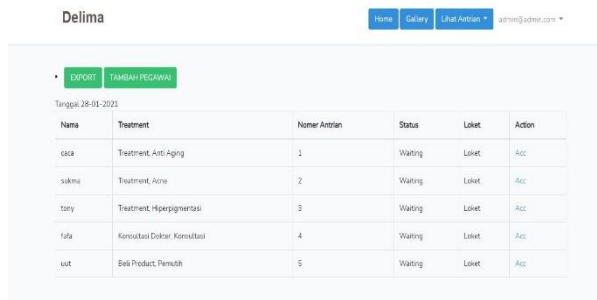 Delima
Home Gallery Lihat Antrian admin@admin.com
EXPORT TAMBAH PEGAWAI
Tanggal 28-01-2021
Nama Treatment Nomer Antrian Status Loket Action
caca Treatment, Anti Aging 1 Waiting Loket Acc
sukma Treatment, Acne 2 Waiting Loket Acc
tony Treatment, Hiperpigmentasi 3 Waiting Loket Acc
fafa Konsultasi Dokter, Konsultasi 4 Waiting Loket Acc
uut Beli Product, Pemutih 5 Waiting Loket Acc